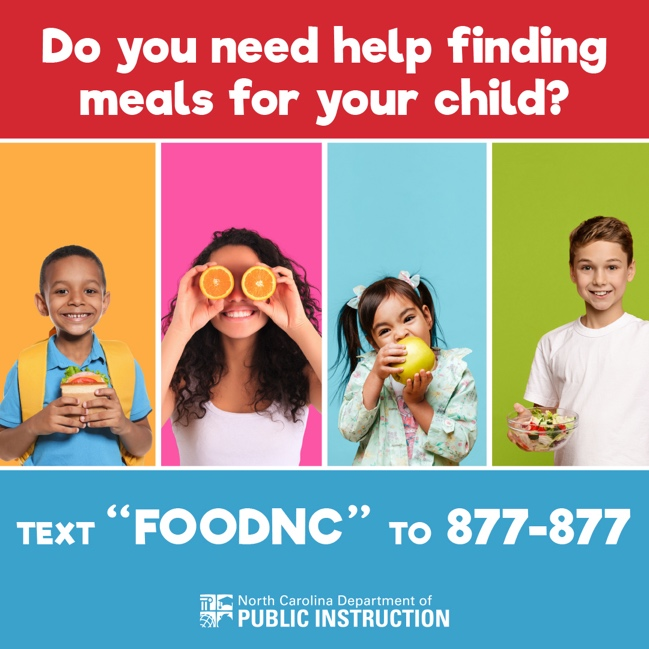 Do you need help finding
meals for your child?
TEXT “FOODNC” TO 877-877
North Carolina Department of
PUBLIC INSTRUCTION